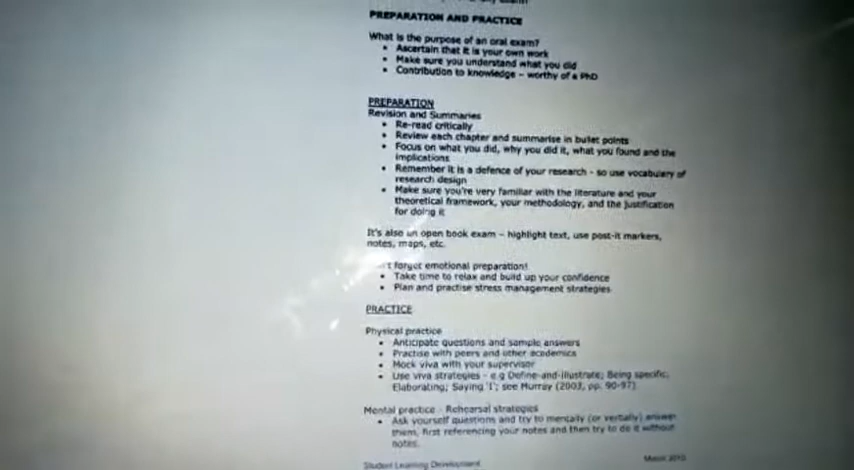 PREPARATION AND PRACTICE
What is the purpose of an oral exam?
• Ascertain that it is your own work
• Make sure you understand what you did
• Contribution to knowledge – worthy of a PhD
PREPARATION
Revision and Summaries
• Re-read critically
• Review each chapter and summarise in bullet points
• Focus on what you did, why you did it, what you found and the
implications
• Remember it is a defence of your research - so use vocabulary of
research design
• Make sure you're very familiar with the literature and your
theoretical framework, your methodology, and the justification
for doing it
It's also an open book exam – highlight text, use post-it markers,
notes, maps, etc.
forget emotional preparation!
• Take time to relax and build up your confidence
• Plan and practise stress management strategies
PRACTICE
Physical practice
• Anticipate questions and sample answers
• Practise with peers and other academics
• Mock viva with your supervisor
• Use viva strategies - e.g Define-and-illustrate; Being specific;
Elaborating; Saying 'I'; see Murray (2003, pp. 90-97)
Mental practice - Rehearsal strategies
• Ask yourself questions and try to mentally (or verbally) answer
them, first referencing your notes and then try to do it without
notes.
Student Learning Development